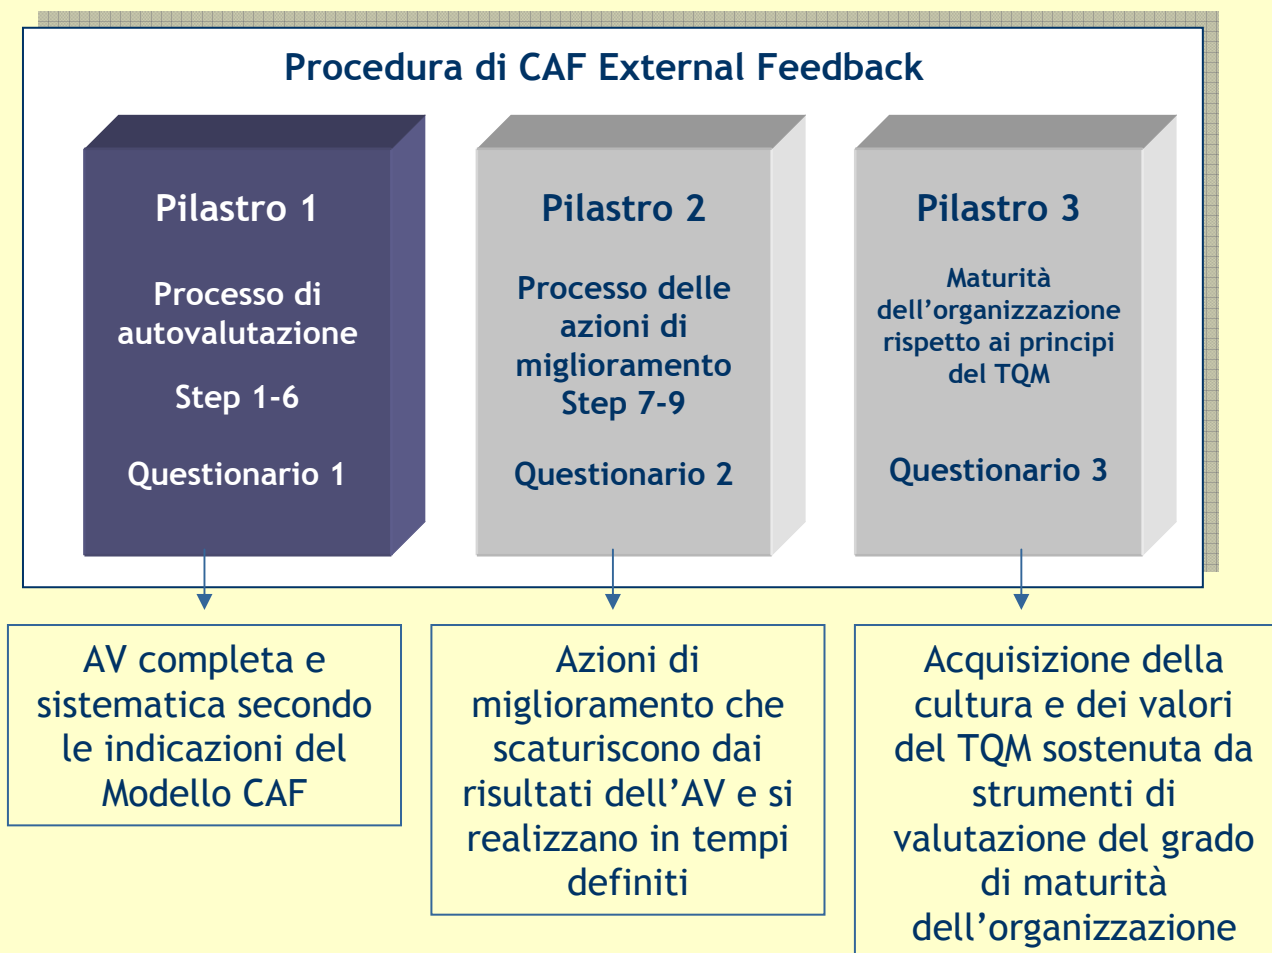 Procedura di CAF External Feedback
Pilastro 1
Processo di
autovalutazione
Step 1-6
Questionario 1
Pilastro 2
Processo delle
azioni di
miglioramento
Step 7-9
Questionario 2
Pilastro 3
Maturità
dell’organizzazione
rispetto ai principi
del TQM
Questionario 3
AV completa e
sistematica secondo
le indicazioni del
Modello CAF
Azioni di
miglioramento che
scaturiscono dai
risultati dell’AV e si
realizzano in tempi
definiti
Acquisizione della
cultura e dei valori
del TQM sostenuta da
strumenti di
valutazione del grado
di maturità
dell’organizzazione